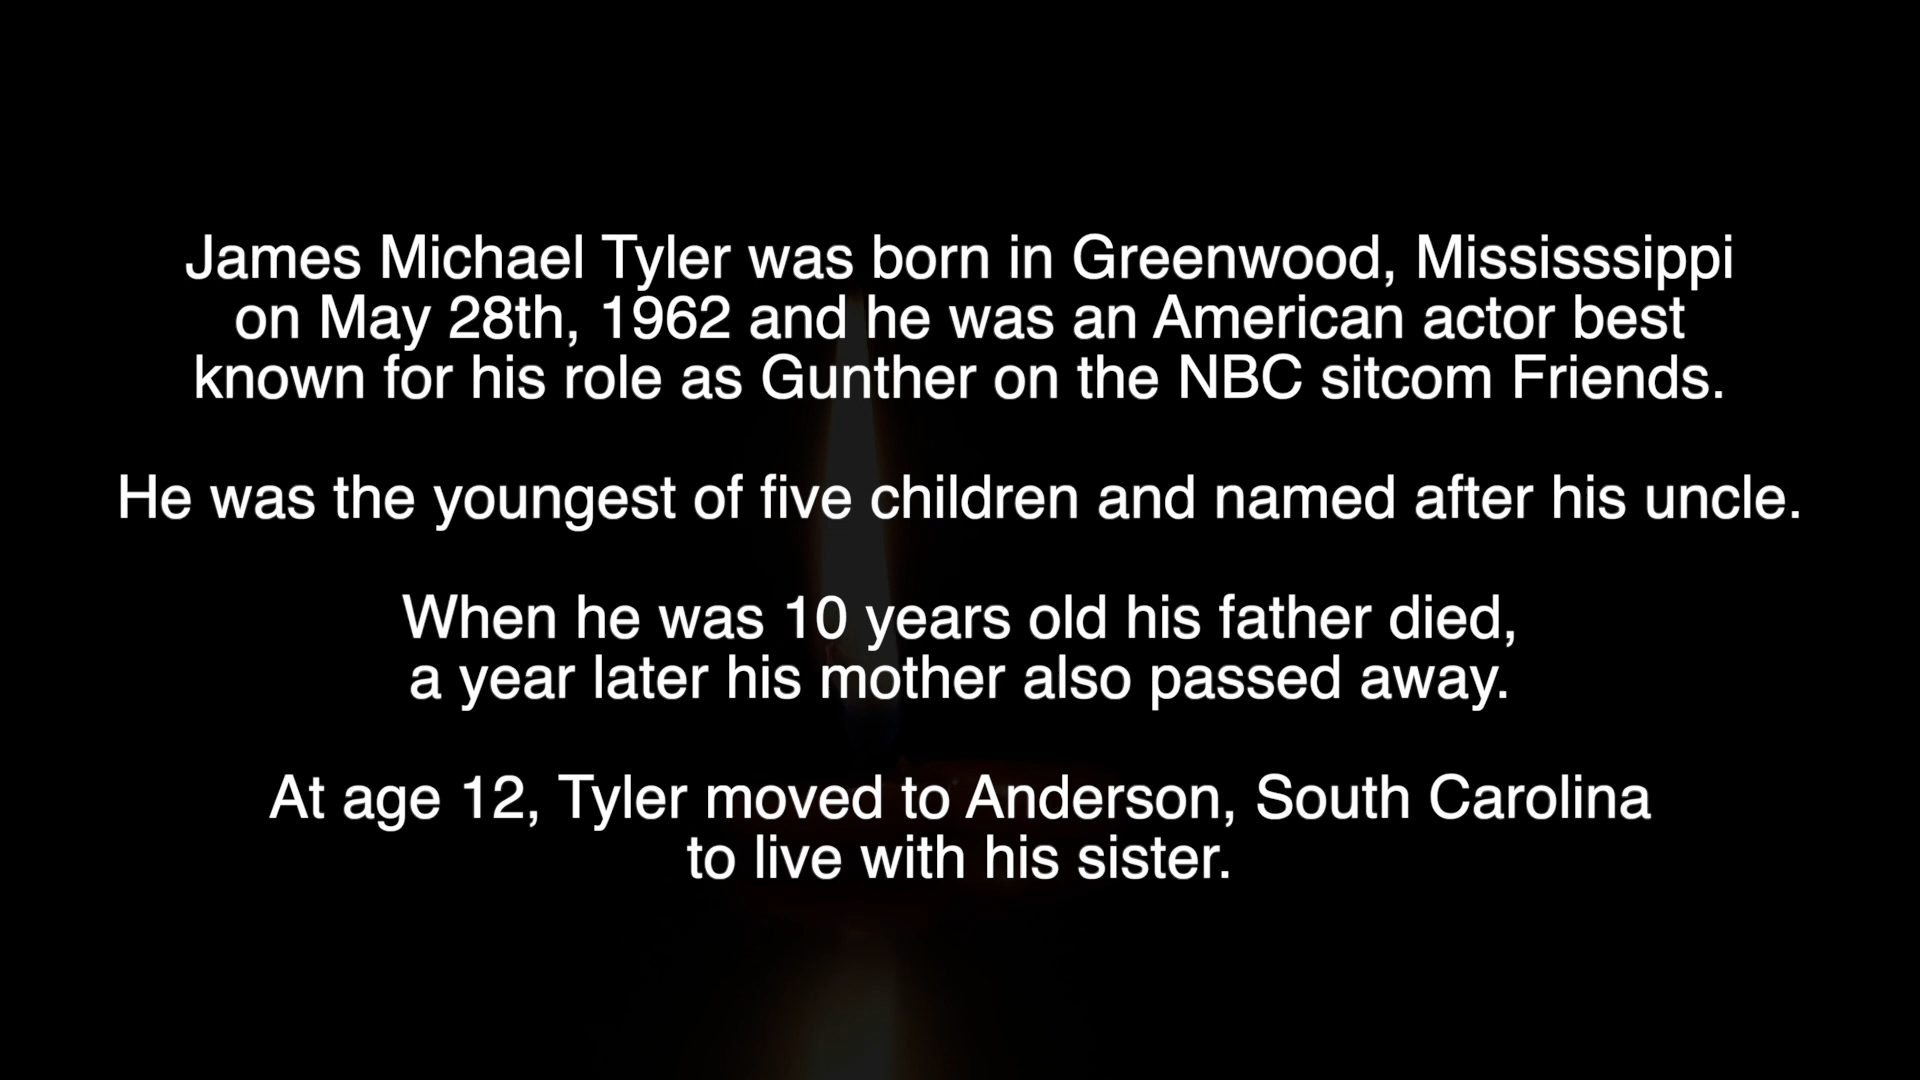 James Michael Tyler was born in Greenwood, Mississsippi
on May 28th, 1962 and he was an American actor best
known for his role as Gunther on the NBC sitcom Friends.
He was the youngest of five children and named after his uncle.
When he was 10 years old his father died,
a year later his mother also passed away.
At age 12, Tyler moved to Anderson, South Carolina
to live with his sister.